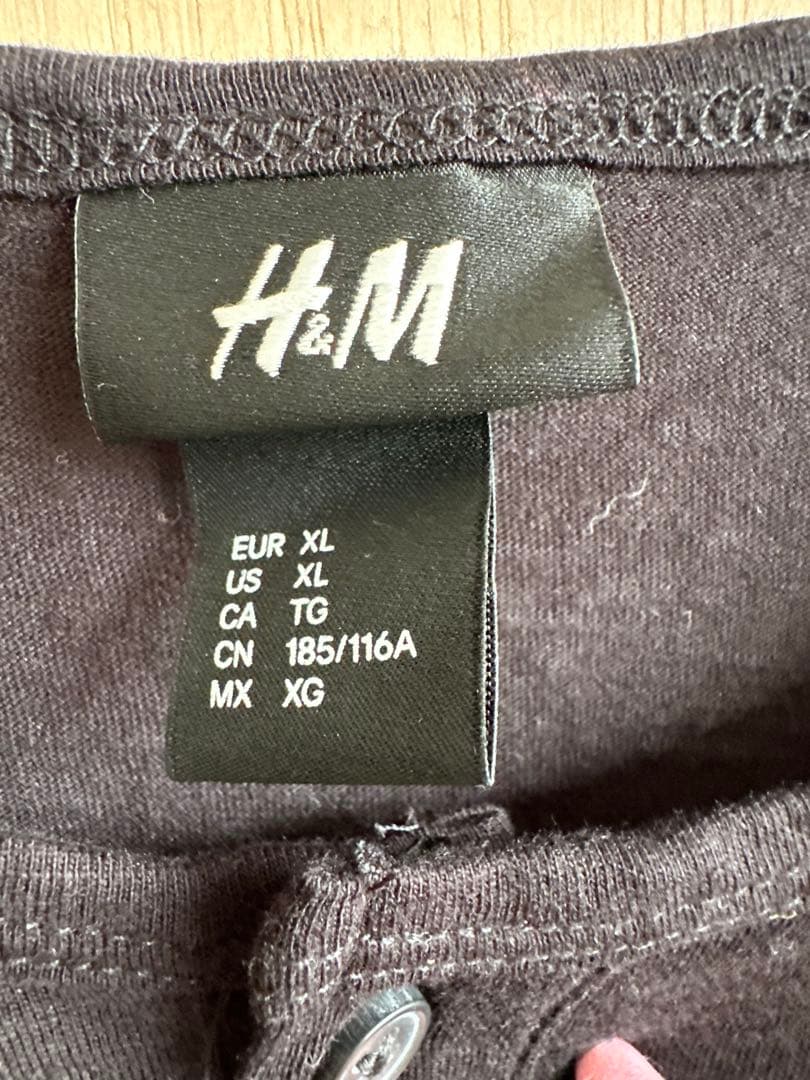 H&M
EUR XL
US XL
CA TG
CN 185/116A
MX XG